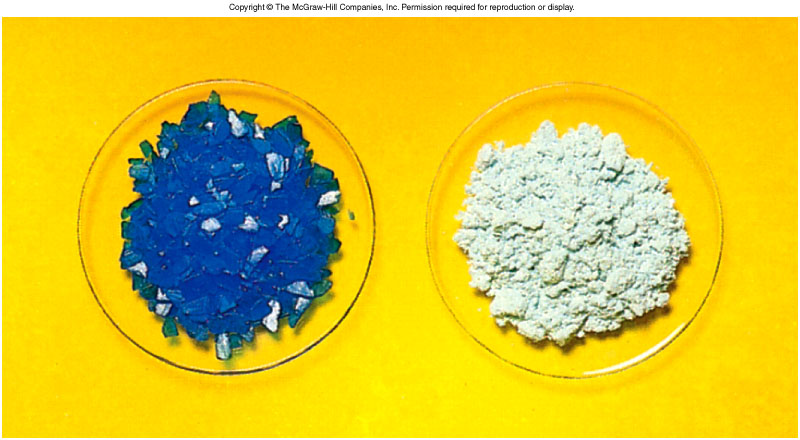 Copyright © The McGraw-Hill Companies, Inc. Permission required for reproduction or display.